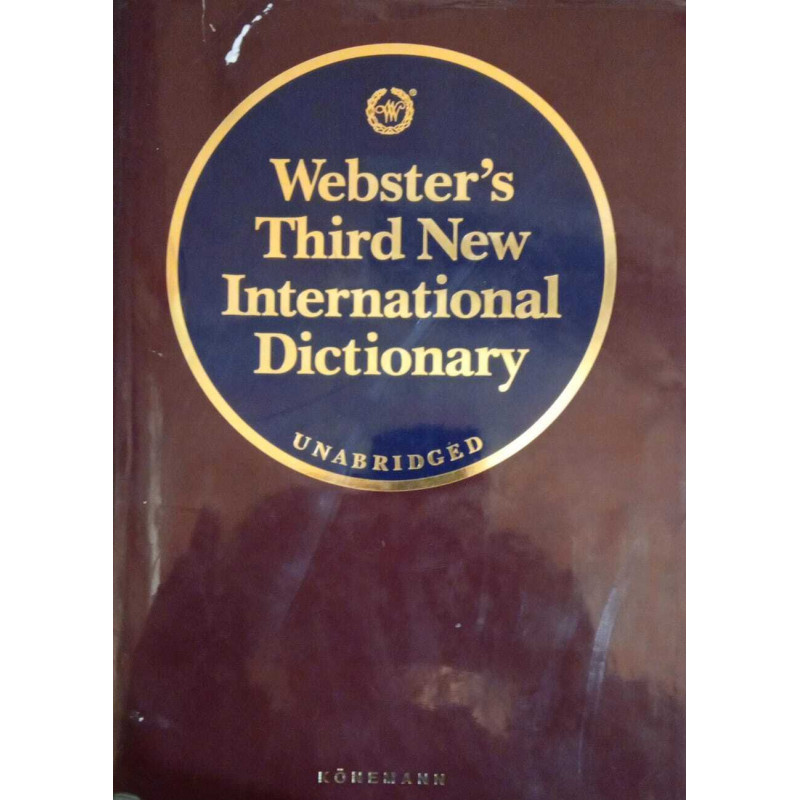 W®
Webster's
Third New
International
Dictionary
UNABRIDGED
KÖNEMANN